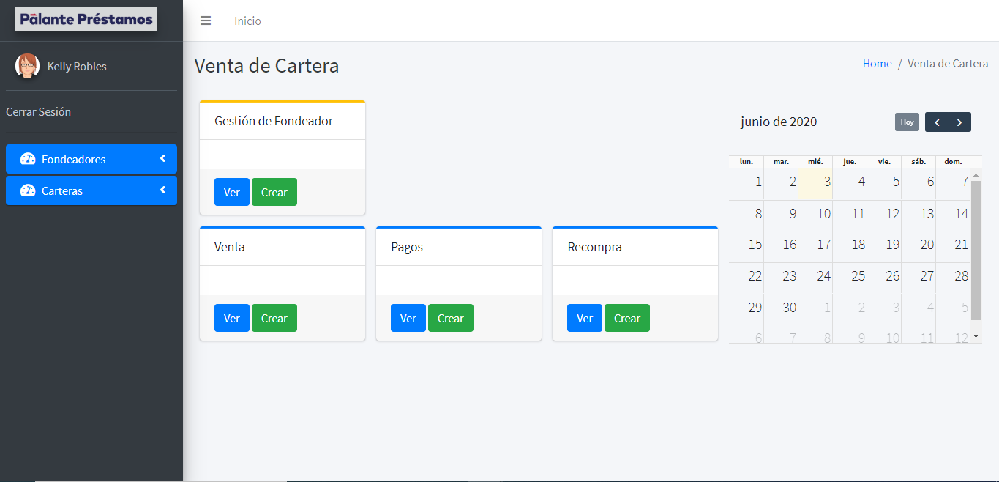 Pa'lante Préstamos
Inicio
Kelly Robles
Cerrar Sesión
Fondeadores
Carteras
Venta de Cartera
Home / Venta de Cartera
Gestión de Fondeador
Ver Crear
Venta
Ver Crear
Pagos
Ver Crear
Recompra
Ver Crear
junio de 2020
Hoy
lun. mar. mié. jue. vie. sáb. dom.
1 2 3 4 5 6 7
8 9 10 11 12 13 14
15 16 17 18 19 20 21
22 23 24 25 26 27 28
29 30 1 2 3 4 5
6 7 8 9 10 11 12